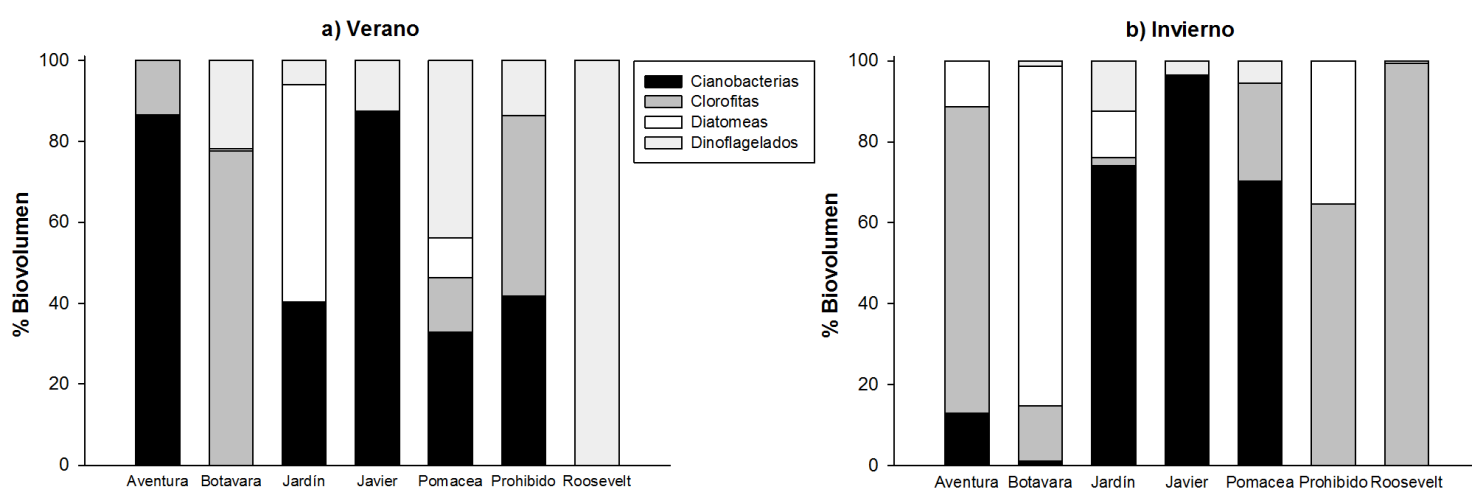 a) Verano
100
80
60
40
20
0
% Biovolumen
Aventura Botavara Jardín Javier Pomacea Prohibido Roosevelt
Cianobacterias
Clorofitas
Diatomeas
Dinoflagelados
b) Invierno
100
80
60
40
20
0
% Biovolumen
Aventura Botavara Jardín Javier Pomacea Prohibido Roosevelt